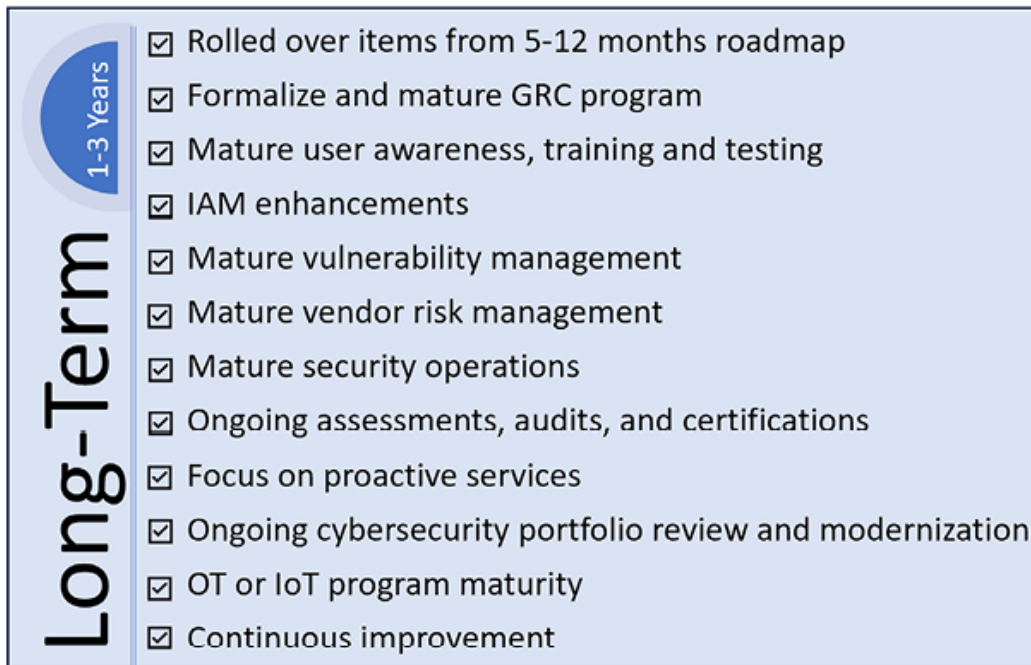 Long-Term
1-3 Years
Rolled over items from 5-12 months roadmap
Formalize and mature GRC program
Mature user awareness, training and testing
IAM enhancements
Mature vulnerability management
Mature vendor risk management
Mature security operations
Ongoing assessments, audits, and certifications
Focus on proactive services
Ongoing cybersecurity portfolio review and modernization
OT or IoT program maturity
Continuous improvement